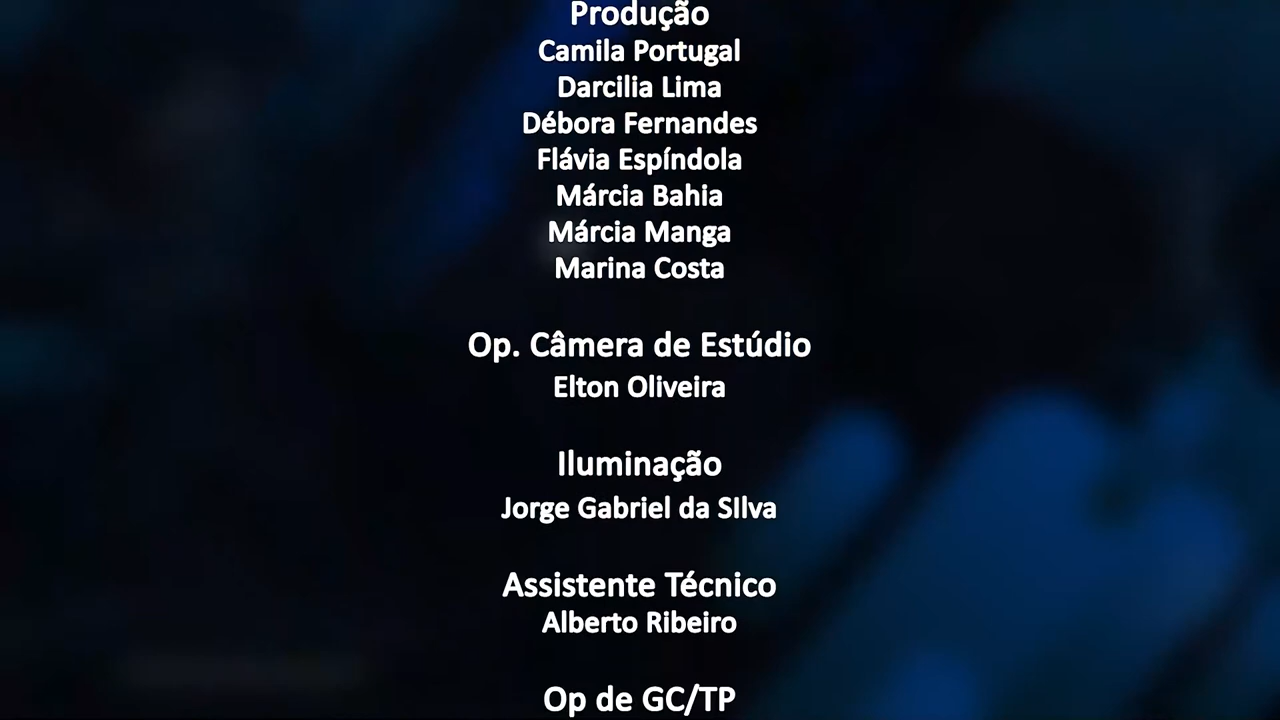 Produção
Camila Portugal
Darcilia Lima
Débora Fernandes
Flávia Espíndola
Márcia Bahia
Márcia Manga
Marina Costa
Op. Câmera de Estúdio
Elton Oliveira
Iluminação
Jorge Gabriel da SIlva
Assistente Técnico
Alberto Ribeiro
Op de GC/TP